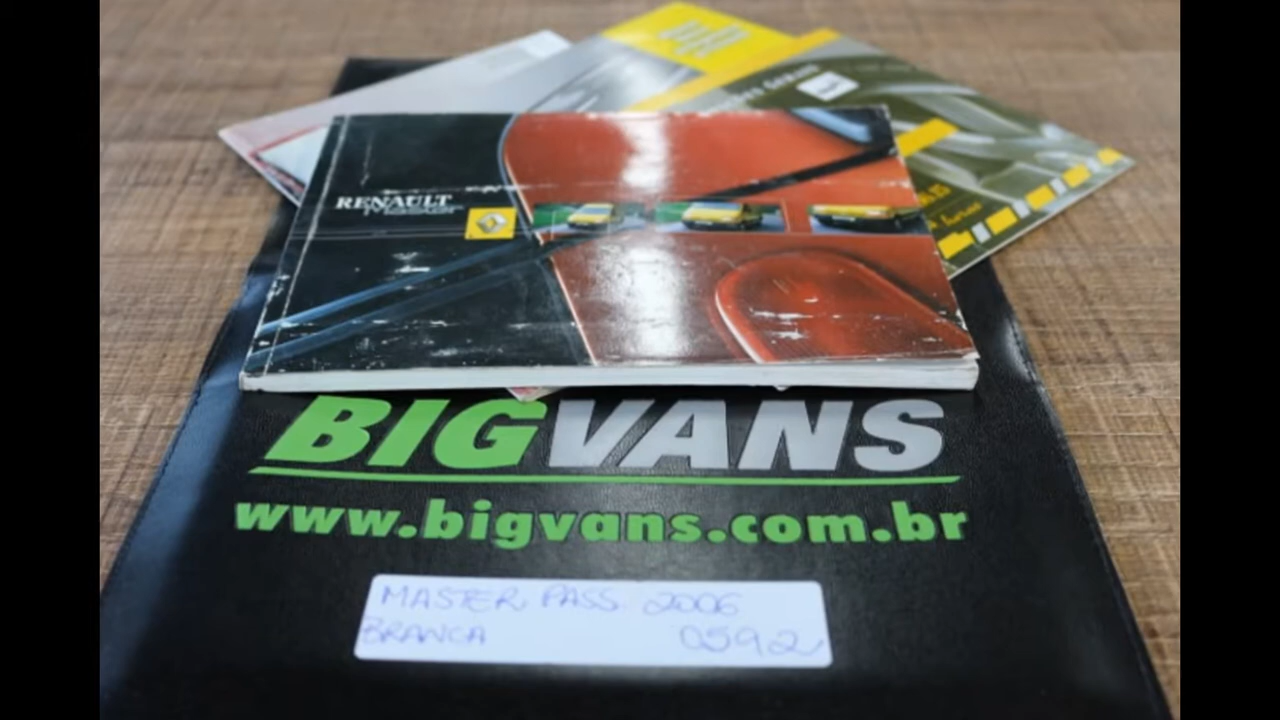 RENAULT
Master
BIGVANS
www.bigvans.com.br
MASTER PASS. 2006
BRANCA 0592